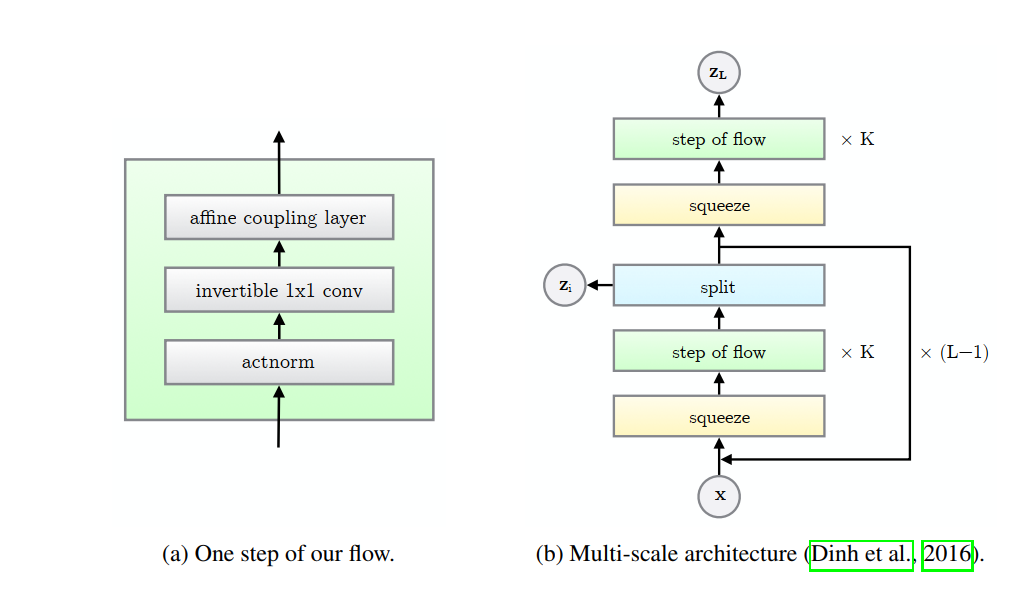 affine coupling layer
invertible 1x1 conv
actnorm
(a) One step of our flow.
z_L
step of flow × K
squeeze
z_i
split
step of flow × K
× (L−1)
squeeze
x
(b) Multi-scale architecture (Dinh et al., 2016).